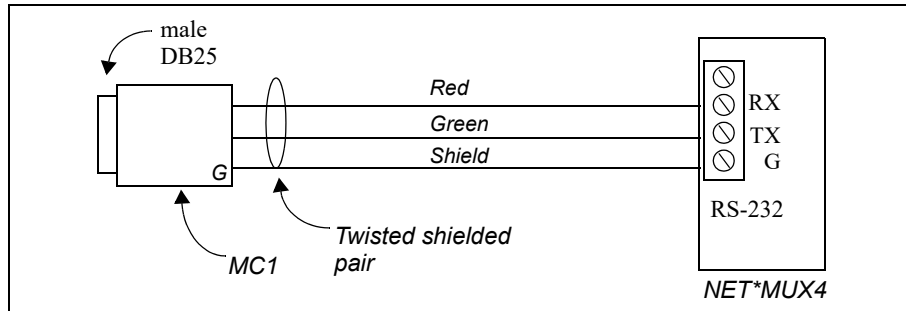 male
DB25
Red
RX
Green
TX
Shield
G
G
RS-232
Twisted shielded
pair
MC1
NET*MUX4